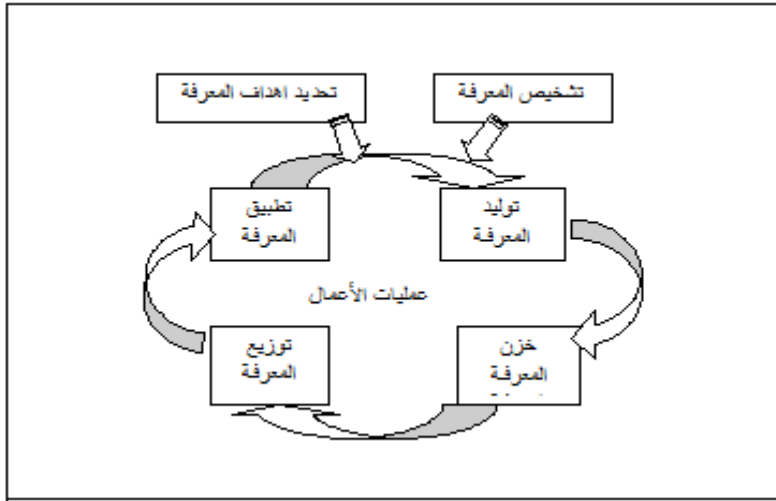 تشخيص المعرفة
تحديد اهداف المعرفة
توليد
المعرفة
تطبيق
المعرفة
عمليات الأعمال
خزن
المعرفة
توزيع
المعرفة